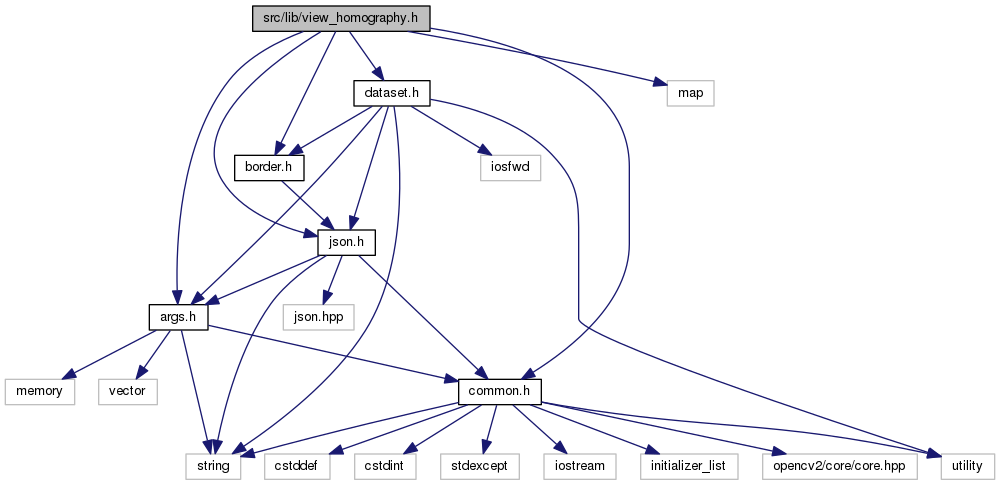 src/lib/view_homography.h
dataset.h
map
border.h
iosfwd
json.h
args.h
json.hpp
memory
vector
common.h
string
cstddef
cstdint
stdexcept
iostream
initializer_list
opencv2/core/core.hpp
utility